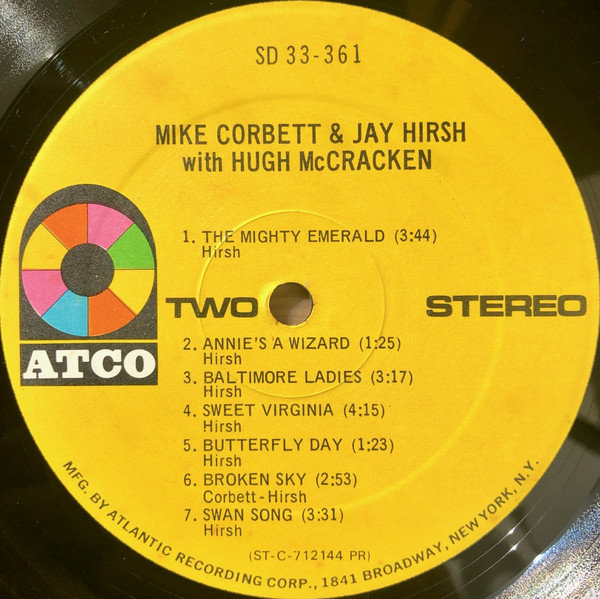 SD 33-361
MIKE CORBETT & JAY HIRSH
with HUGH McCRACKEN
1. THE MIGHTY EMERALD (3:44)
Hirsh
TWO
STEREO
ATCO
2. ANNIE'S A WIZARD (1:25)
Hirsh
3. BALTIMORE LADIES (3:17)
Hirsh
4. SWEET VIRGINIA (4:15)
Hirsh
5. BUTTERFLY DAY (1:23)
Hirsh
6. BROKEN SKY (2:53)
Corbett-Hirsh
7. SWAN SONG (3:31)
Hirsh
(ST-C-712144 PR)
MFG. BY ATLANTIC RECORDING CORP., 1841 BROADWAY, NEW YORK, N.Y.